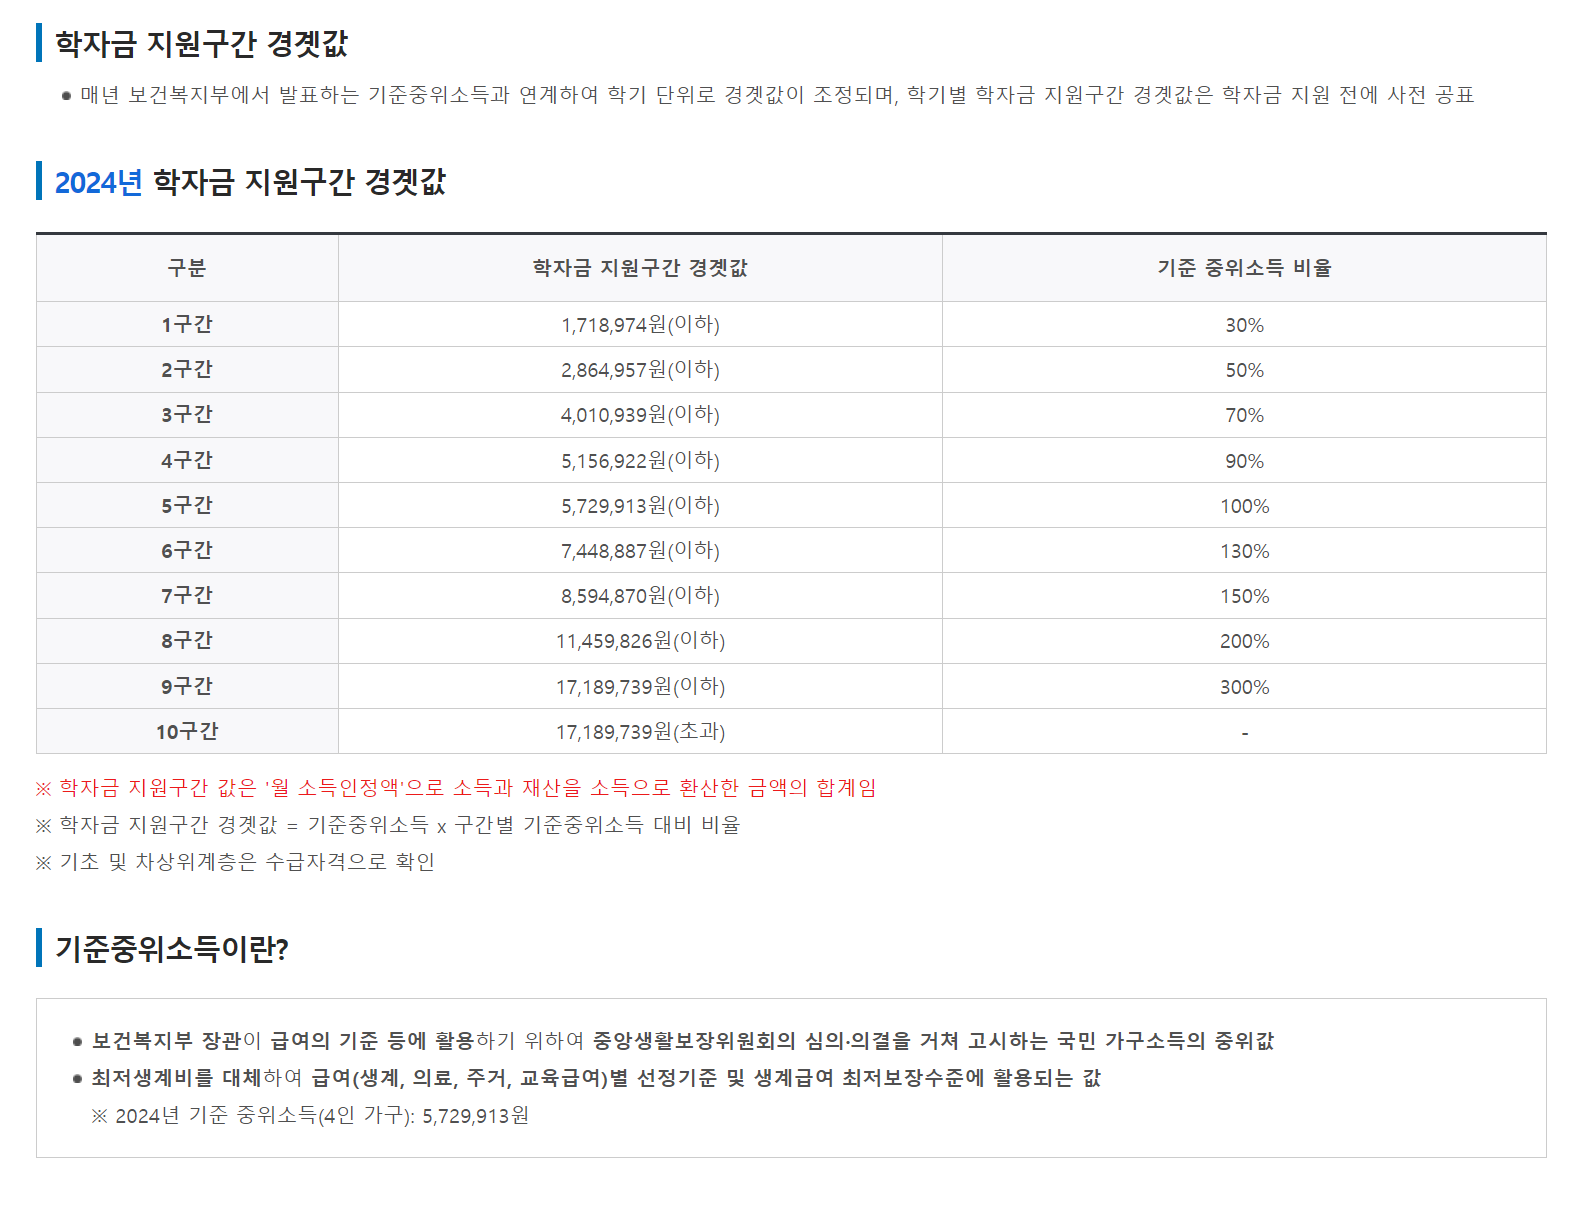 학자금 지원구간 경곗값
● 매년 보건복지부에서 발표하는 기준중위소득과 연계하여 학기 단위로 경곗값이 조정되며, 학기별 학자금 지원구간 경곗값은 학자금 지원 전에 사전 공표
2024년 학자금 지원구간 경곗값
구분 학자금 지원구간 경곗값 기준 중위소득 비율
1구간 1,718,974원(이하) 30%
2구간 2,864,957원(이하) 50%
3구간 4,010,939원(이하) 70%
4구간 5,156,922원(이하) 90%
5구간 5,729,913원(이하) 100%
6구간 7,448,887원(이하) 130%
7구간 8,594,870원(이하) 150%
8구간 11,459,826원(이하) 200%
9구간 17,189,739원(이하) 300%
10구간 17,189,739원(초과) -
※ 학자금 지원구간 값은 '월 소득인정액'으로 소득과 재산을 소득으로 환산한 금액의 합계임
※ 학자금 지원구간 경곗값 = 기준중위소득 x 구간별 기준중위소득 대비 비율
※ 기초 및 차상위계층은 수급자격으로 확인
기준중위소득이란?
● 보건복지부 장관이 급여의 기준 등에 활용하기 위하여 중앙생활보장위원회의 심의·의결을 거쳐 고시하는 국민 가구소득의 중위값
● 최저생계비를 대체하여 급여(생계, 의료, 주거, 교육급여)별 선정기준 및 생계급여 최저보장수준에 활용되는 값
※ 2024년 기준 중위소득(4인 가구): 5,729,913원